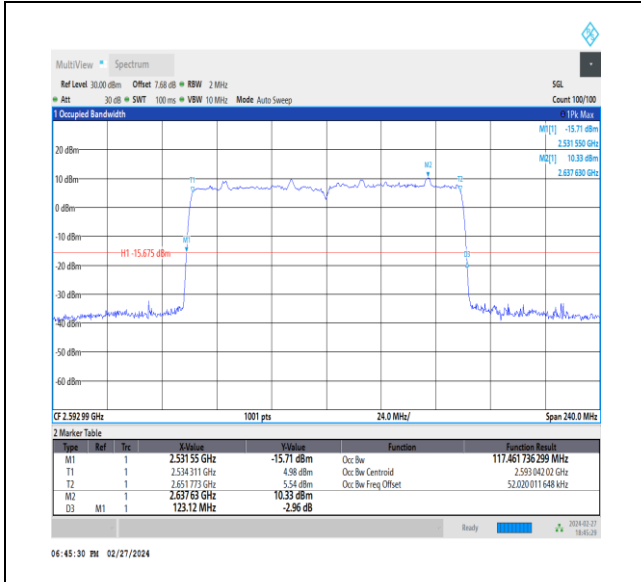 MultiView Spectrum
Ref Level 30.00 dBm Offset 7.68 dB RBW 2 MHz SGL
Att 30 dB SWT 100 ms VBW 10 MHz Mode Auto Sweep Count 100/100
1 Occupied Bandwidth 1Pk Max
M1[1] -15.71 dBm
2.531 550 GHz
20 dBm M2[1] 10.33 dBm
2.637 630 GHz
M2
10 dBm T1 T2
0 dBm
-10 dBm
M1
H1 -15.675 dBm D3
-20 dBm
-30 dBm
-40 dBm
-50 dBm
-60 dBm
CF 2.592 99 GHz 1001 pts 24.0 MHz/ Span 240.0 MHz
2 Marker Table
Type Ref Trc X-Value Y-Value Function Function Result
M1 1 2.531 55 GHz -15.71 dBm Occ Bw 117.461 736 299 MHz
T1 1 2.534 311 GHz 4.98 dBm Occ Bw Centroid 2.593 042 02 GHz
T2 1 2.651 773 GHz 5.54 dBm Occ Bw Freq Offset 52.020 011 648 kHz
M2 1 2.637 63 GHz 10.33 dBm
D3 M1 1 123.12 MHz -2.96 dB
Ready 2024-02-27
18:45:29
06:45:30 PM 02/27/2024